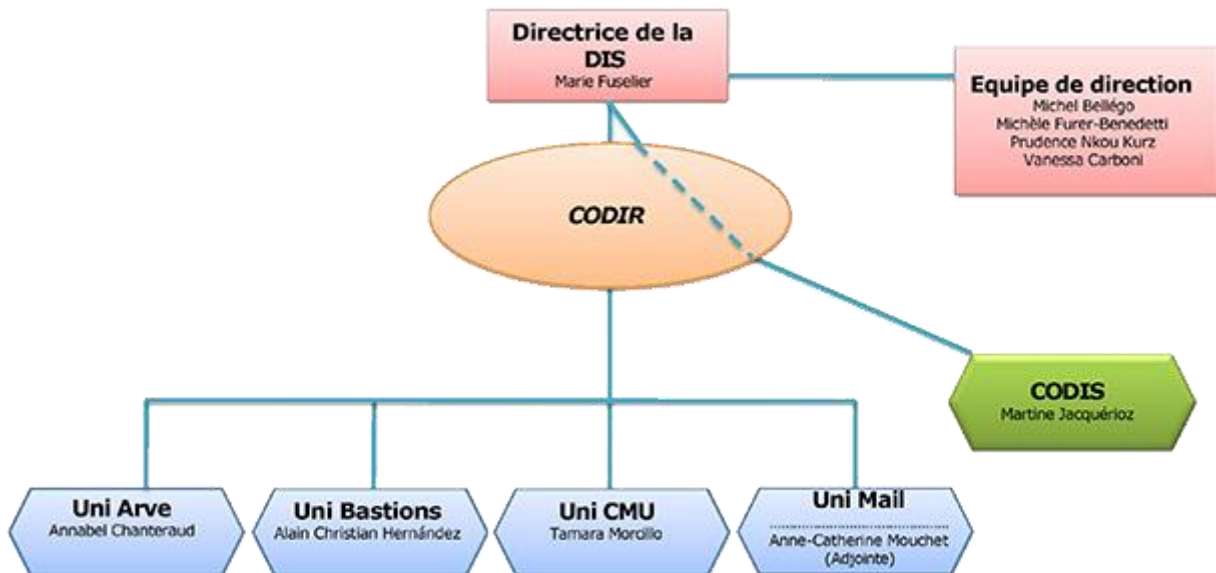 Directrice de la
DIS
Marie Fuselier
Equipe de direction
Michel Bellégo
Michèle Furer-Benedetti
Prudence Nkou Kurz
Vanessa Carboni
CODIR
CODIS
Martine Jacquérioz
Uni Arve
Annabel Chanteraud
Uni Bastions
Alain Christian Hernández
Uni CMU
Tamara Morcillo
Uni Mail
Anne-Catherine Mouchet
(Adjointe)